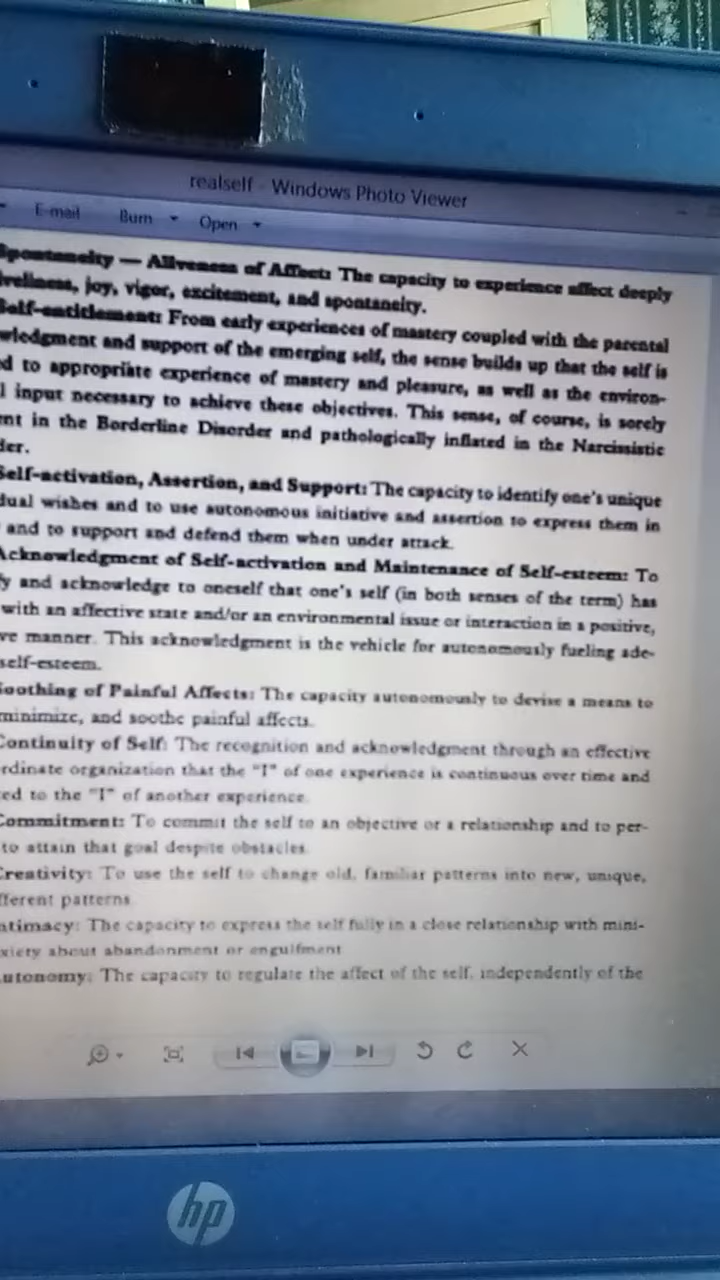 realself - Windows Photo Viewer
E-mail Burn Open
Spontaneity — Aliveness of Affect: The capacity to experience affect deeply
iveliness, joy, vigor, excitement, and spontaneity.
Self-entitlement: From early experiences of mastery coupled with the parental
wledgment and support of the emerging self, the sense builds up that the self is
d to appropriate experience of mastery and pleasure, as well as the environ-
l input necessary to achieve these objectives. This sense, of course, is sorely
nt in the Borderline Disorder and pathologically inflated in the Narcissistic
der.
Self-activation, Assertion, and Support: The capacity to identify one's unique
dual wishes and to use autonomous initiative and assertion to express them in
and to support and defend them when under attack.
Acknowledgment of Self-activation and Maintenance of Self-esteem: To
fy and acknowledge to oneself that one's self (in both senses of the term) has
with an affective state and/or an environmental issue or interaction in a positive,
ve manner. This acknowledgment is the vehicle for autonomously fueling ade-
self-esteem.
Soothing of Painful Affects: The capacity autonomously to devise a means to
minimize, and soothe painful affects.
Continuity of Self: The recognition and acknowledgment through an effective
rdinate organization that the "I" of one experience is continuous over time and
ed to the "I" of another experience.
Commitment: To commit the self to an objective or a relationship and to per-
to attain that goal despite obstacles.
Creativity: To use the self to change old, familiar patterns into new, unique,
fferent patterns.
ntimacy: The capacity to express the self fully in a close relationship with mini-
xiety about abandonment or engulfment.
utonomy: The capacity to regulate the affect of the self, independently of the
hp